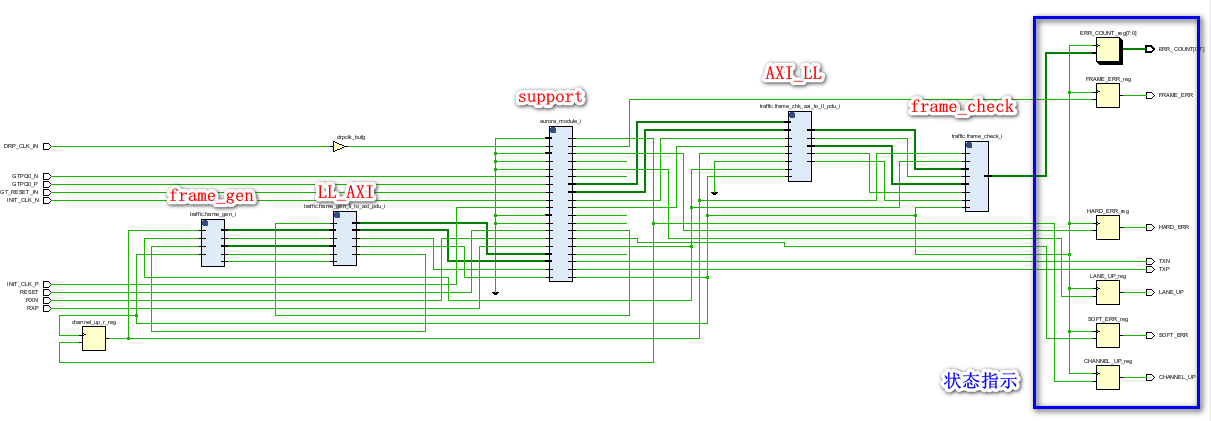 ERR_COUNT_reg[7:0]
ERR_COUNT[0:7]
AXI_LL
FRAME_ERR_reg
FRAME_ERR
support
traffic.frame_chk_axi_to_ll_pdu_i
frame_check
aurora_module_i
traffic.frame_check_i
drpclk_bufg
DRP_CLK_IN
GTPQ0_N
GTPQ0_P
GT_RESET_IN
INIT_CLK_N
frame_gen
LL_AXI
traffic.frame_gen_i
traffic.frame_gen_ll_to_axi_pdu_i
HARD_ERR_reg
HARD_ERR
TXN
TXP
INIT_CLK_P
RESET
RXN
RXP
LANE_UP_reg
LANE_UP
channel_up_r_reg
SOFT_ERR_reg
SOFT_ERR
CHANNEL_UP_reg
CHANNEL_UP
状态指示